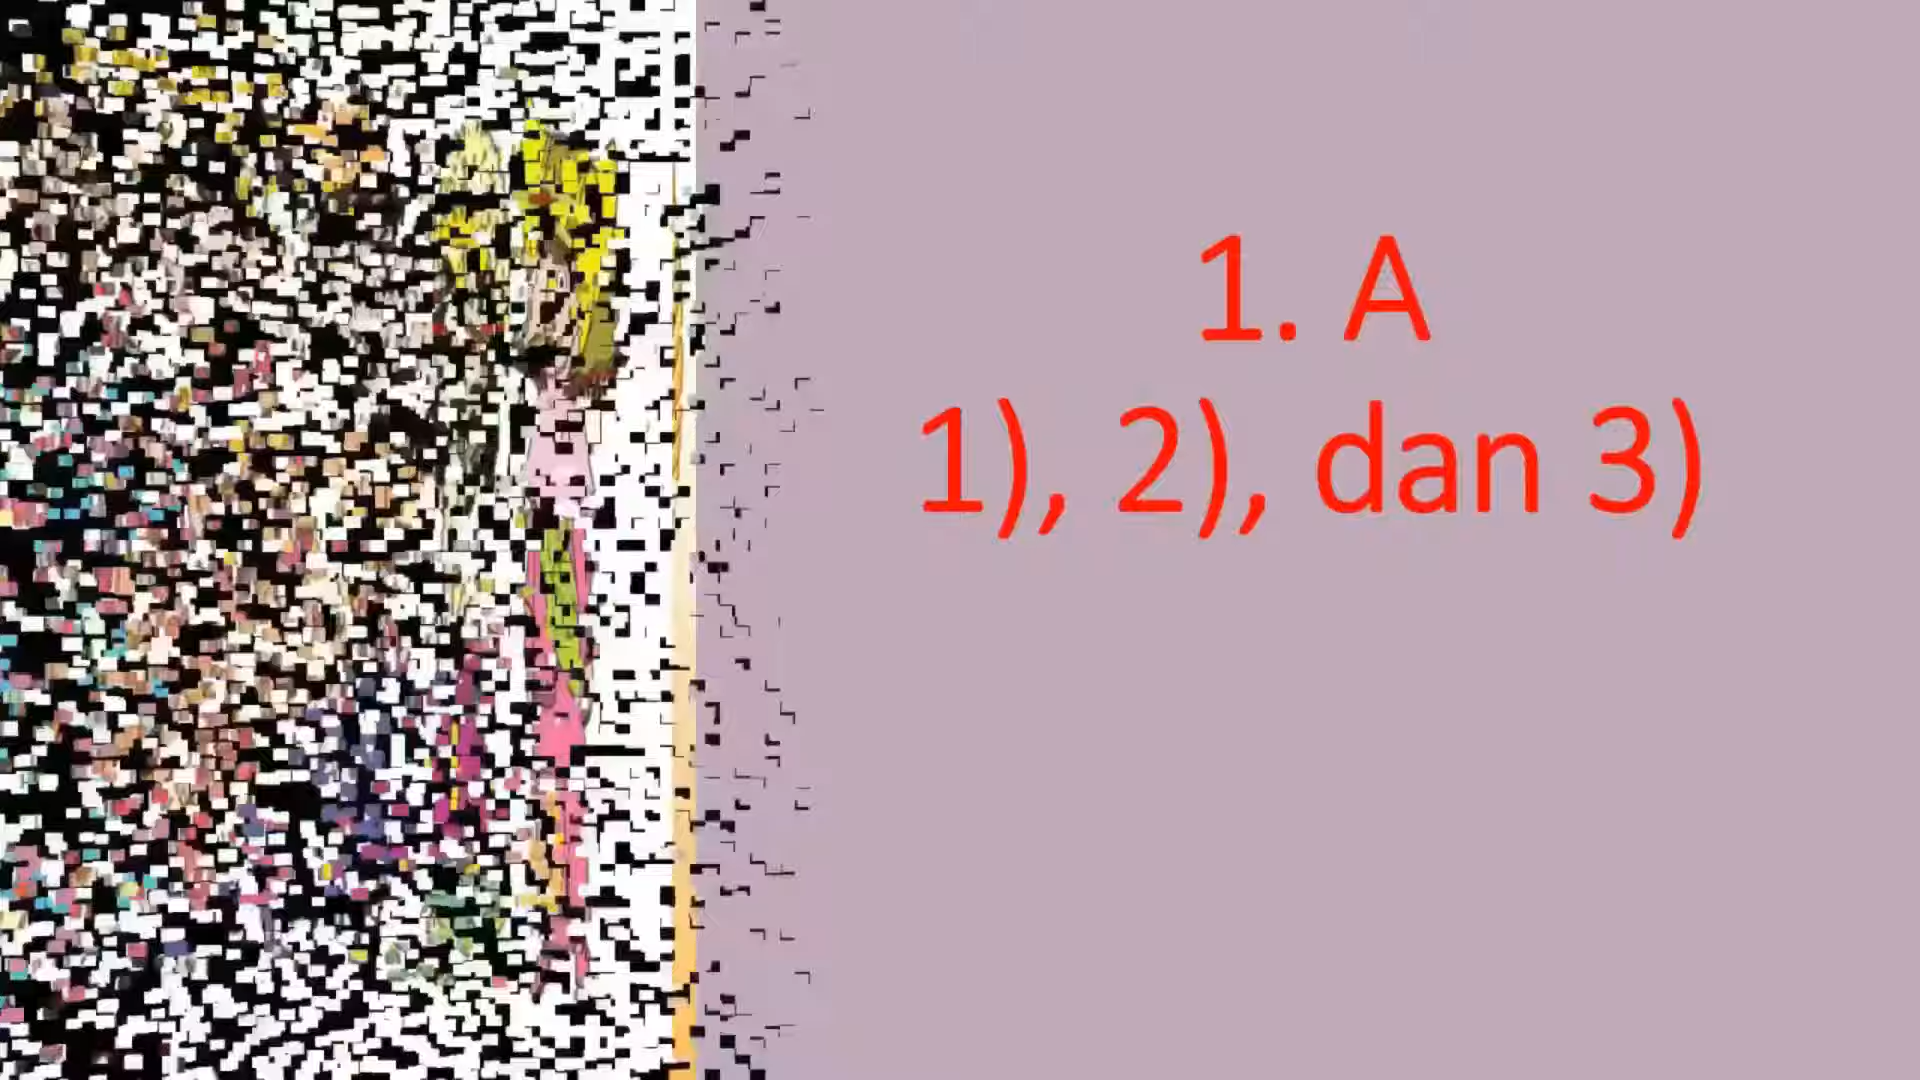 1. A
1), 2), dan 3)